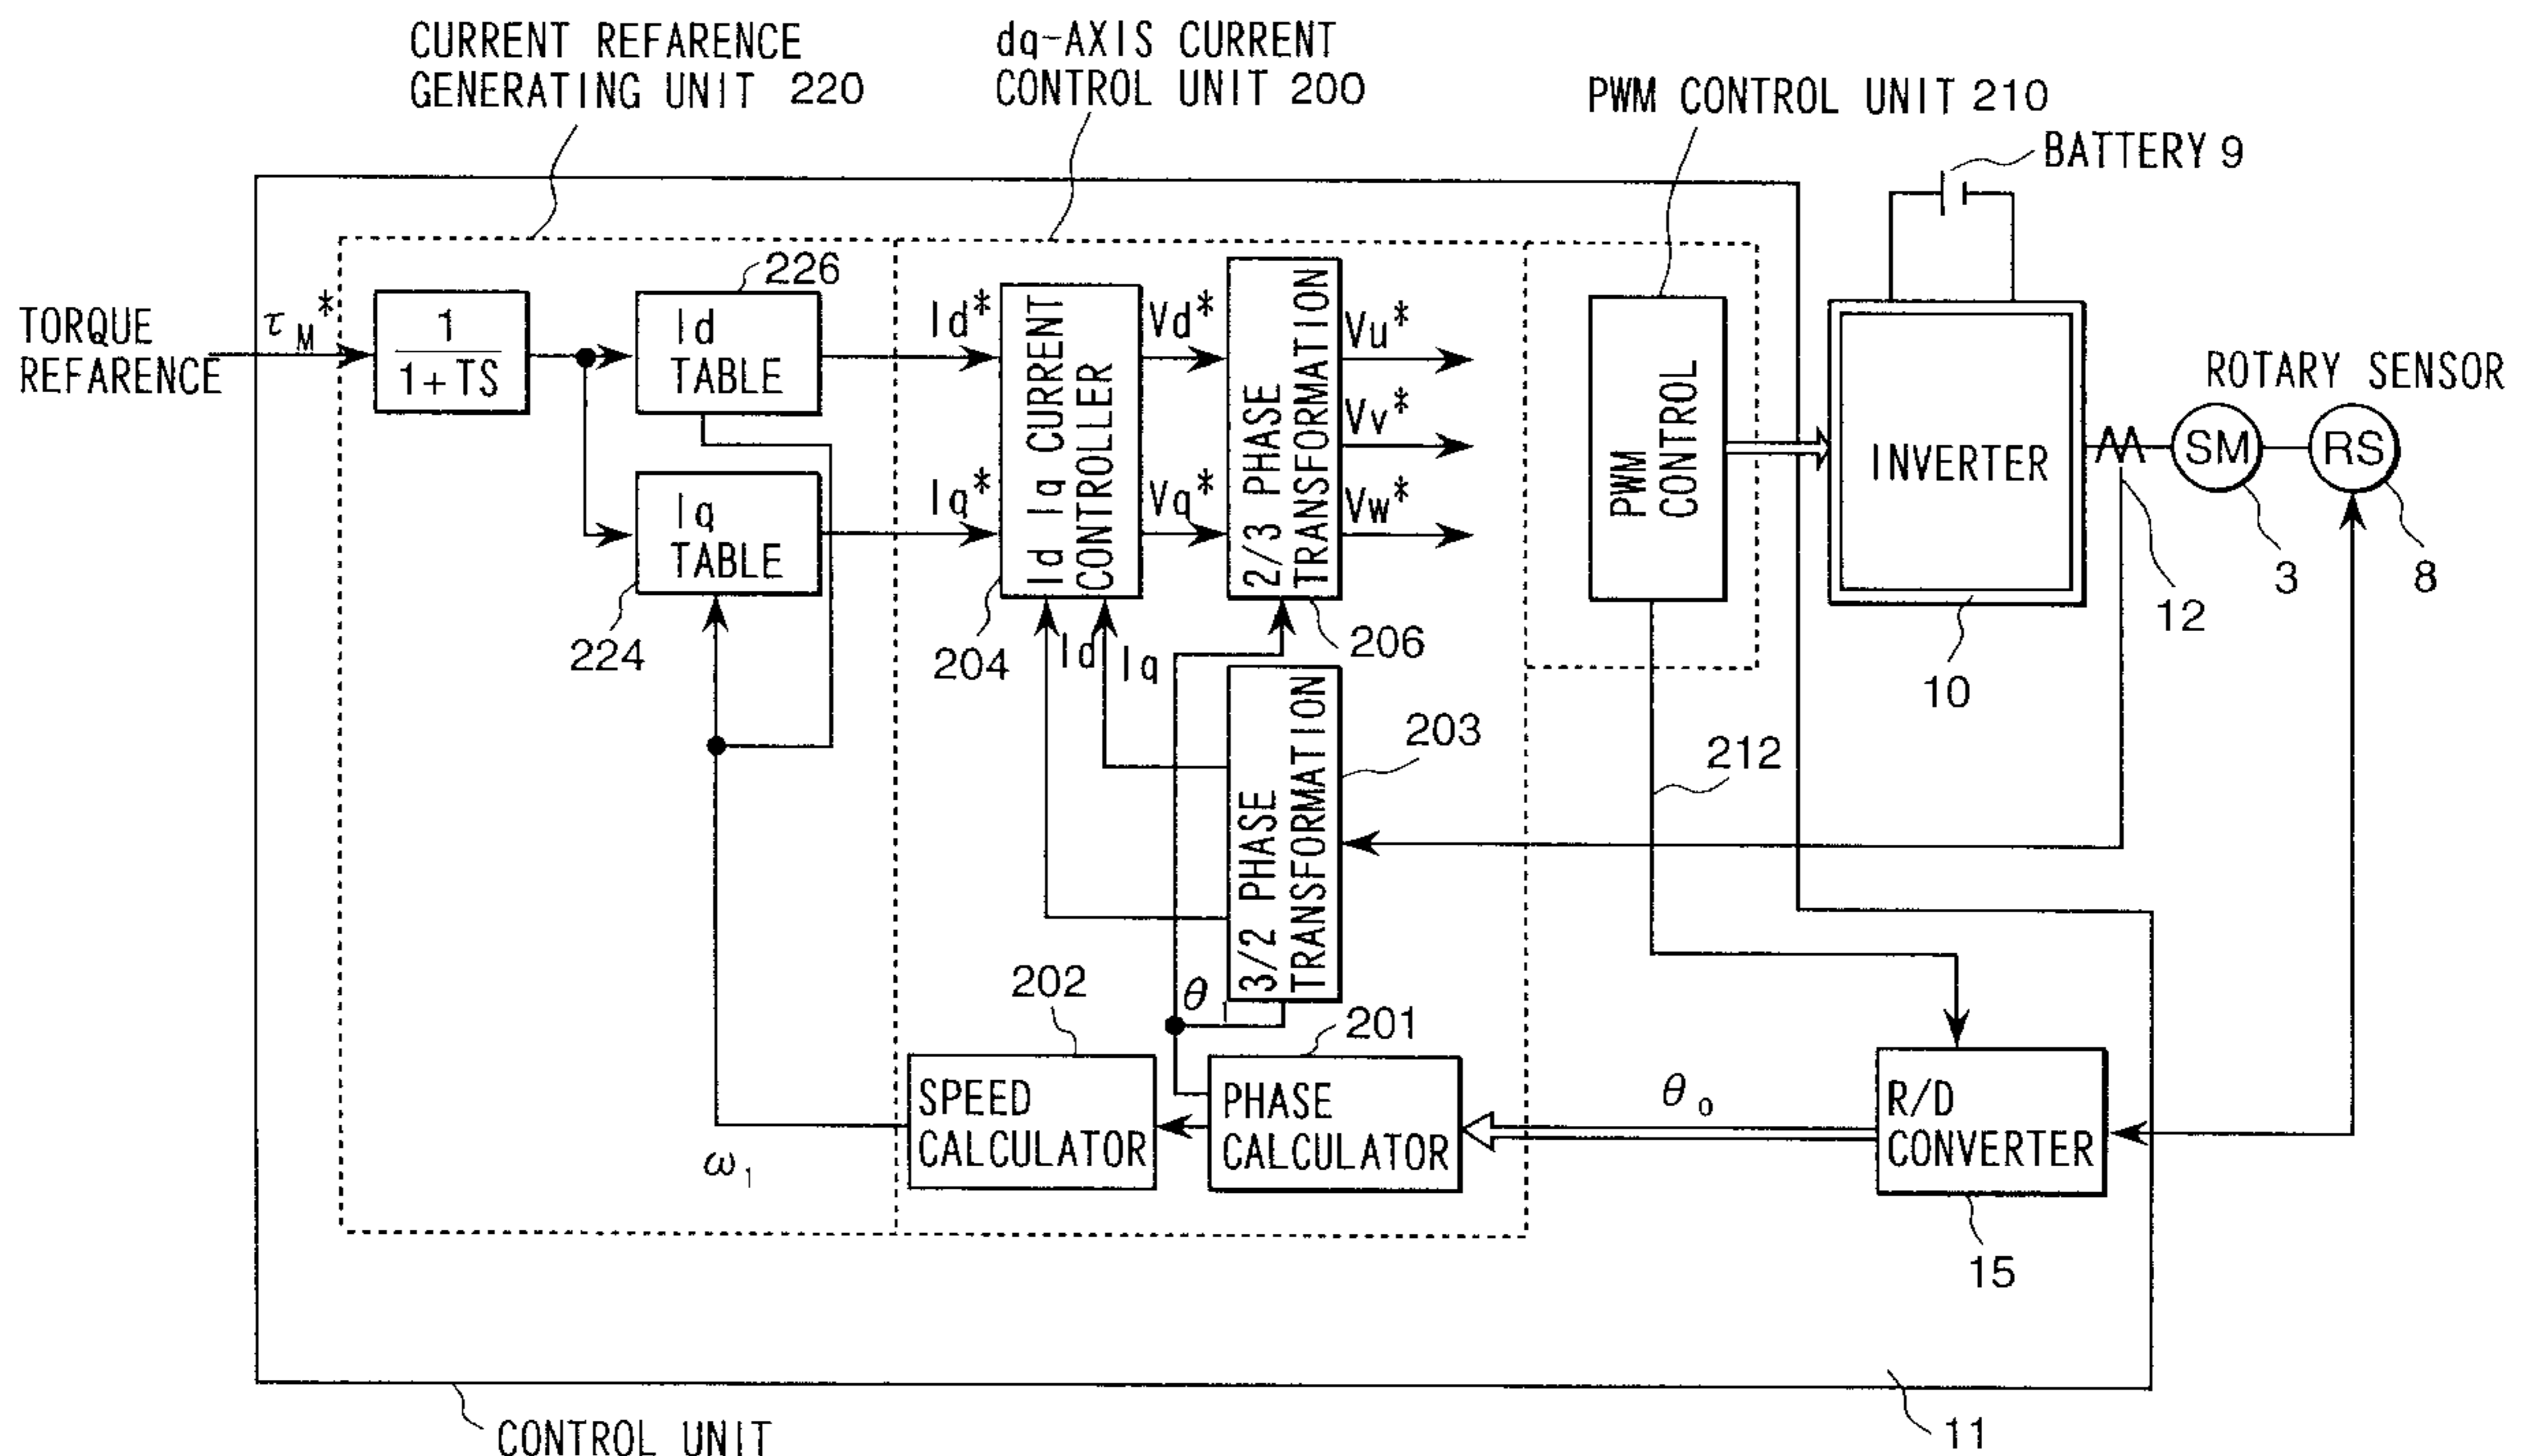 CURRENT REFARENCE
GENERATING UNIT 220
dq-AXIS CURRENT
CONTROL UNIT 200
PWM CONTROL UNIT 210
BATTERY 9
TORQUE
REFARENCE
τM*
1
1+TS
226
Id
TABLE
Iq
TABLE
224
Id*
Iq*
Id Iq CURRENT
CONTROLLER
204
Vd*
Vq*
2/3 PHASE
TRANSFORMATION
206
Vu*
Vv*
Vw*
PWM
CONTROL
INVERTER
10
12
ROTARY SENSOR
SM
3
RS
8
Id
Iq
3/2 PHASE
TRANSFORMATION
203
212
θ1
202
SPEED
CALCULATOR
ω1
201
PHASE
CALCULATOR
θo
R/D
CONVERTER
15
CONTROL UNIT
11